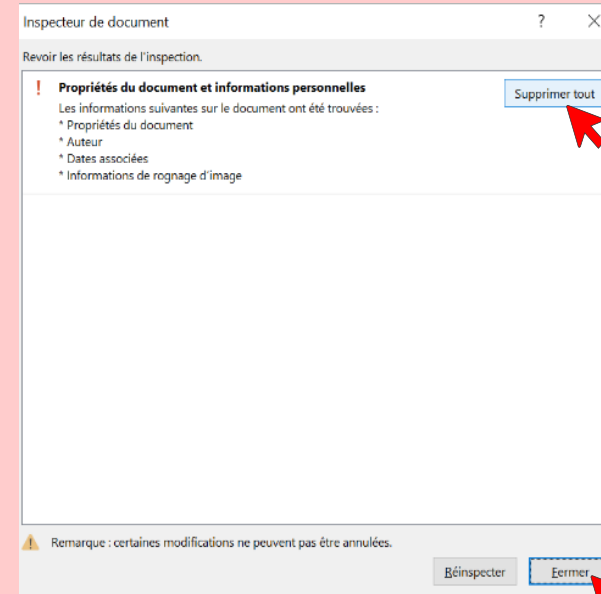 Inspecteur de document ?
Revoir les résultats de l'inspection.
! Propriétés du document et informations personnelles Supprimer tout
Les informations suivantes sur le document ont été trouvées :
* Propriétés du document
* Auteur
* Dates associées
* Informations de rognage d'image
Remarque : certaines modifications ne peuvent pas être annulées.
Réinspecter Fermer